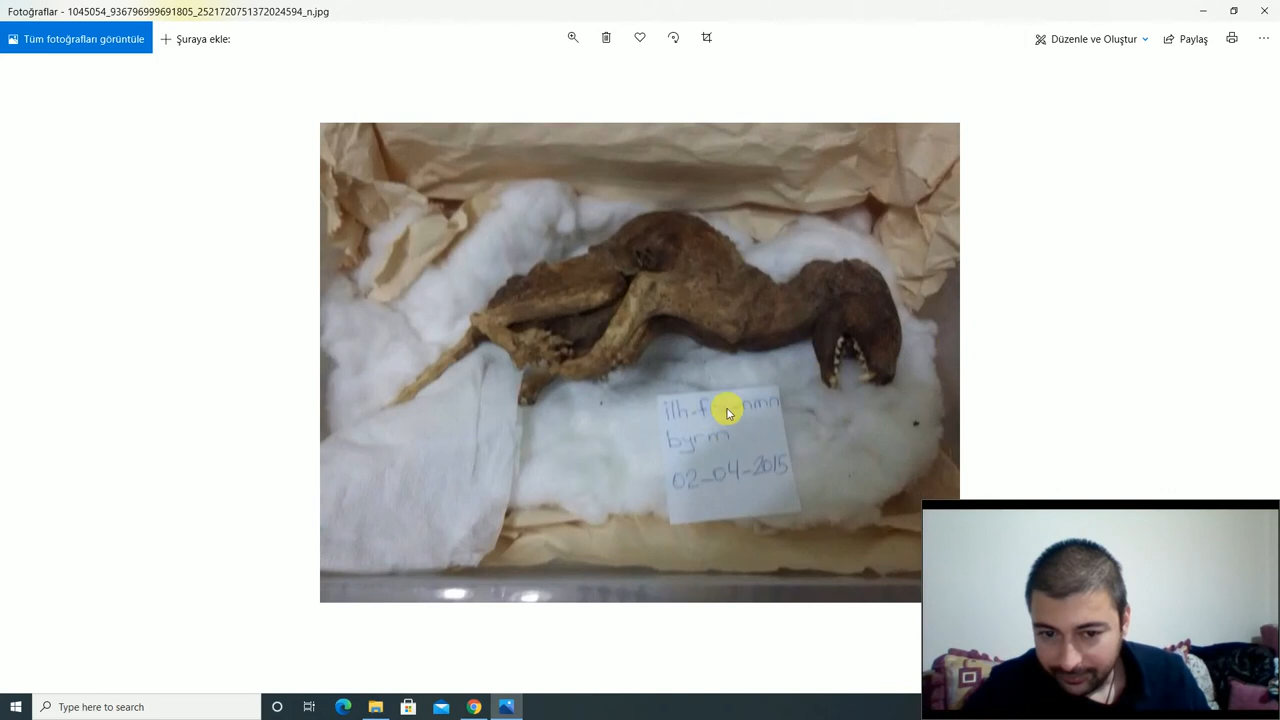 Fotoğraflar - 1045054_936796999691805_2521720751372024594_n.jpg
Tüm fotoğrafları görüntüle
Şuraya ekle:
Düzenle ve Oluştur
Paylaş
byrm
02-04-2015
Type here to search